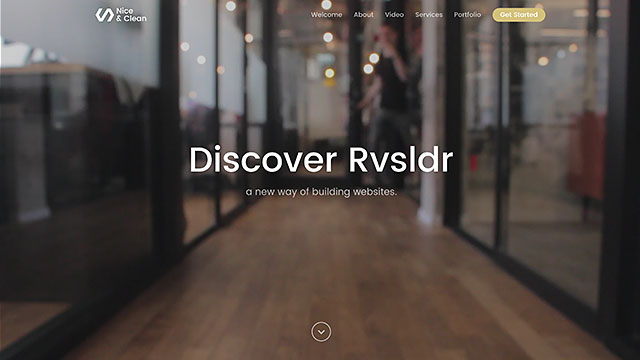 Nice
& Clean
Welcome About Video Services Portfolio Get Started
Discover Rvsldr
a new way of building websites.